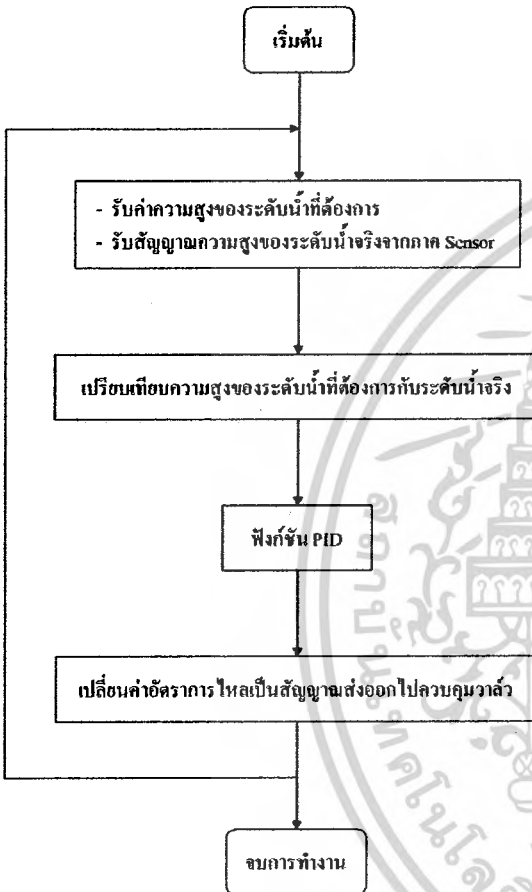 เริ่มต้น
- รับค่าความสูงของระดับน้ำที่ต้องการ
- รับสัญญาณความสูงของระดับน้ำจริงจากภาค Sensor
เปรียบเทียบความสูงของระดับน้ำที่ต้องการกับระดับน้ำจริง
ฟังก์ชัน PID
เปลี่ยนค่าอัตราการไหลเป็นสัญญาณส่งออกไปควบคุมวาล์ว
จบการทำงาน